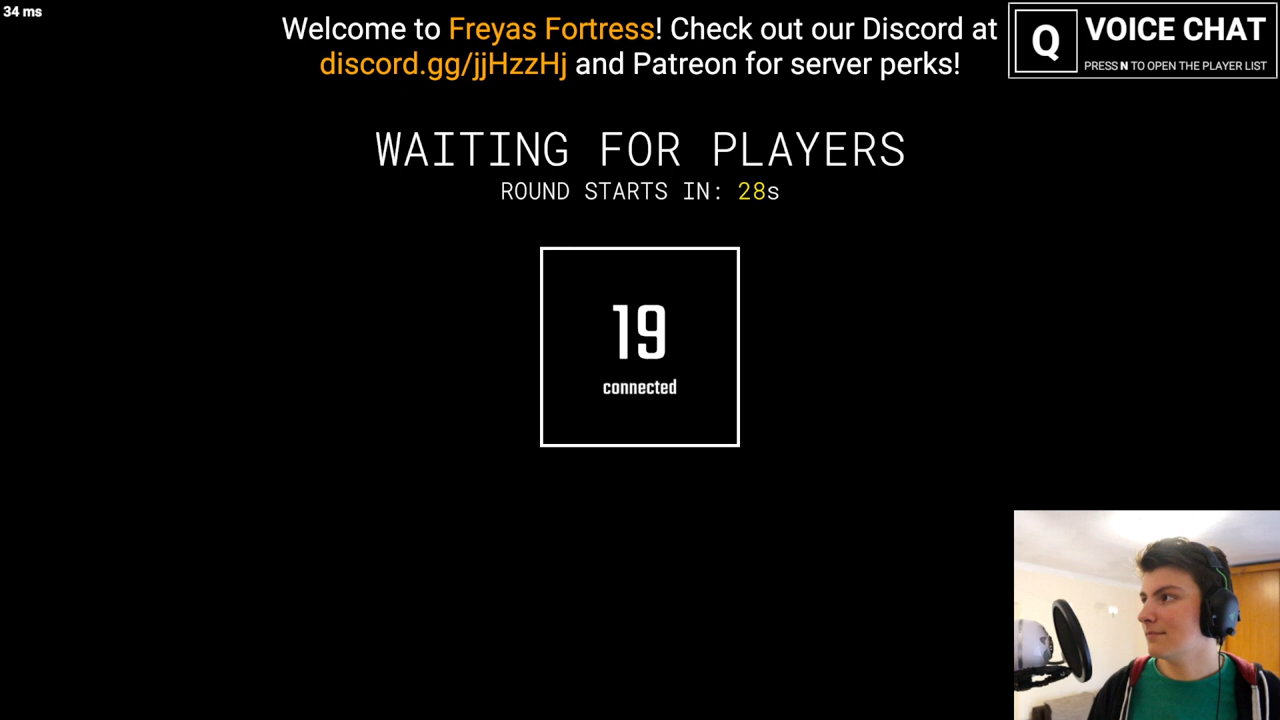 34 ms
Welcome to Freyas Fortress! Check out our Discord at
discord.gg/jjHzzHj and Patreon for server perks!
Q
VOICE CHAT
PRESS N TO OPEN THE PLAYER LIST
WAITING FOR PLAYERS
ROUND STARTS IN: 28s
19
connected